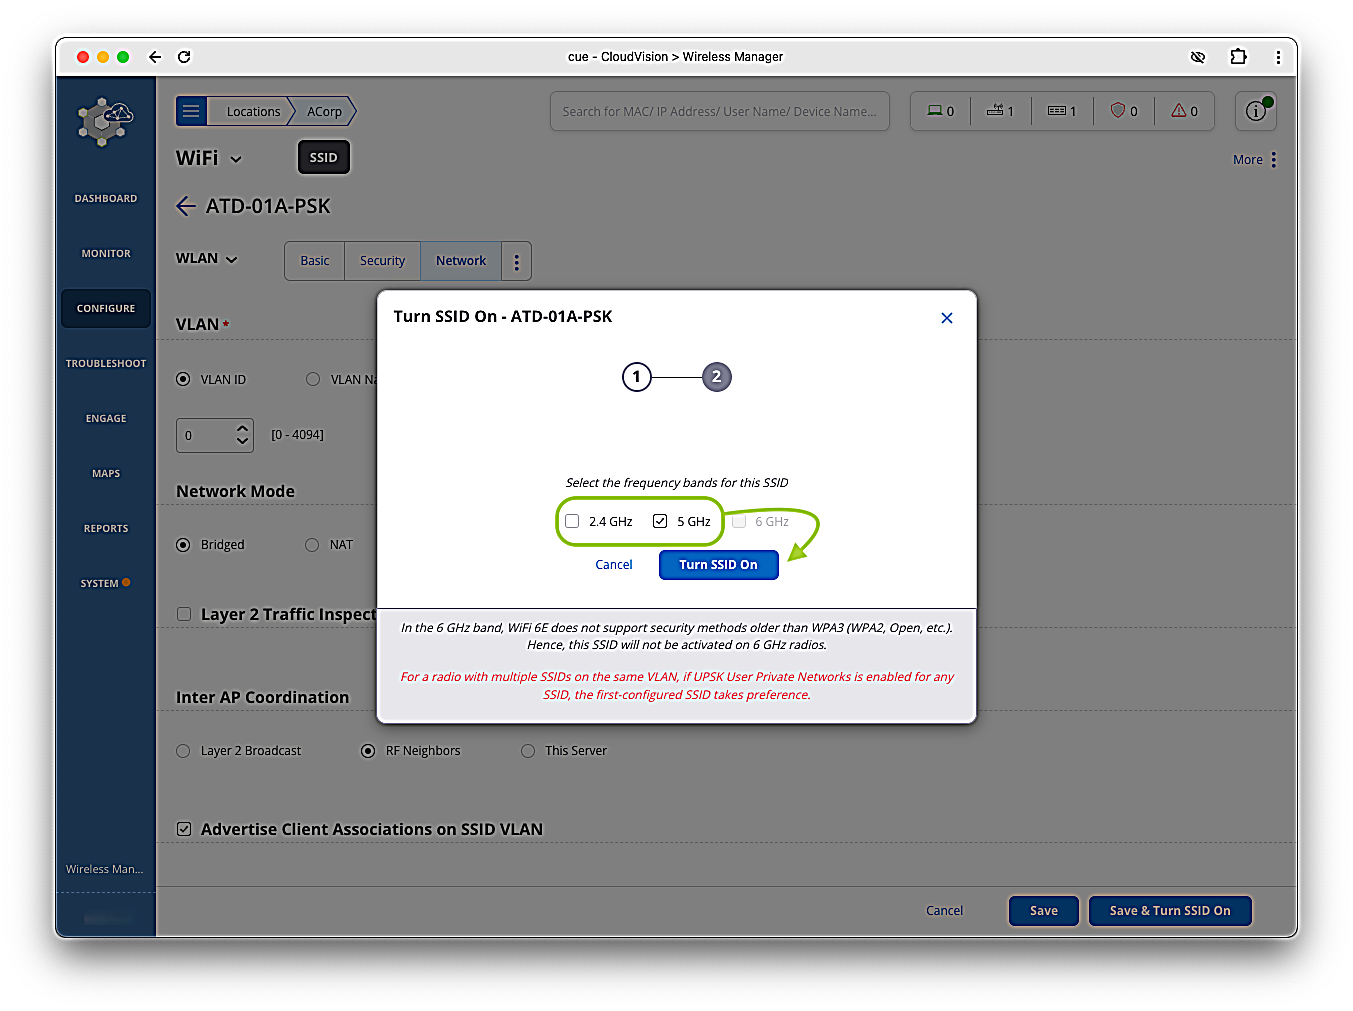 cue - CloudVision > Wireless Manager
Locations
ACorp
Search for MAC/ IP Address/ User Name/ Device Name...
0
1
1
0
0
WiFi
SSID
More
DASHBOARD
MONITOR
CONFIGURE
TROUBLESHOOT
ENGAGE
MAPS
REPORTS
SYSTEM
Wireless Man...
ATD-01A-PSK
WLAN
Basic
Security
Network
VLAN *
VLAN ID
VLAN Na
0
[0 - 4094]
Network Mode
Bridged
NAT
Layer 2 Traffic Inspect
Inter AP Coordination
Layer 2 Broadcast
RF Neighbors
This Server
Advertise Client Associations on SSID VLAN
Cancel
Save
Save & Turn SSID On
Turn SSID On - ATD-01A-PSK
1
2
Select the frequency bands for this SSID
2.4 GHz
5 GHz
6 GHz
Cancel
Turn SSID On
In the 6 GHz band, WiFi 6E does not support security methods older than WPA3 (WPA2, Open, etc.).
Hence, this SSID will not be activated on 6 GHz radios.
For a radio with multiple SSIDs on the same VLAN, if UPSK User Private Networks is enabled for any
SSID, the first-configured SSID takes preference.